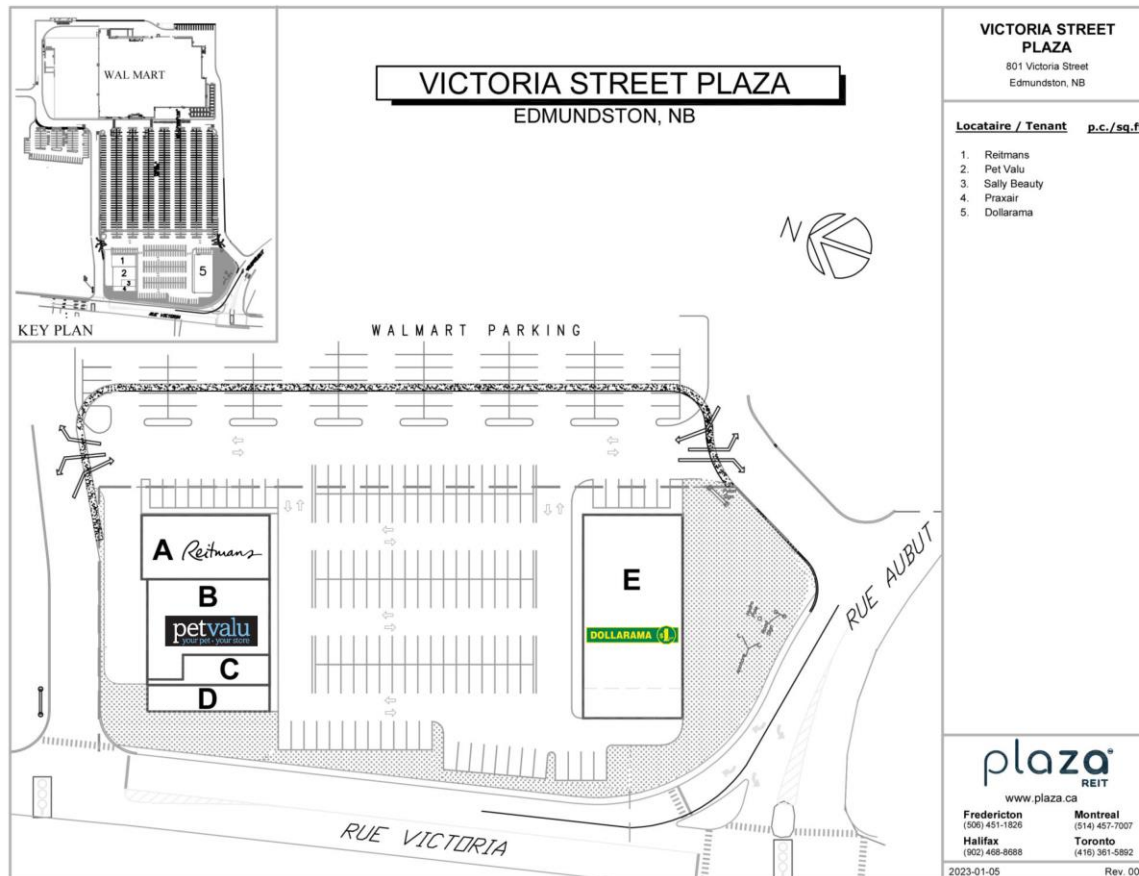 WAL MART
1
2
3
4
5
RUE VICTORIA
KEY PLAN
VICTORIA STREET PLAZA
EDMUNDSTON, NB
N
WALMART PARKING
A Reitmans
B
petvalu
your pet • your store
C
D
E
DOLLARAMA
RUE AUBUT
RUE VICTORIA
VICTORIA STREET
PLAZA
801 Victoria Street
Edmundston, NB
Locataire / Tenant p.c./sq.f
1. Reitmans
2. Pet Valu
3. Sally Beauty
4. Praxair
5. Dollarama
plaza
REIT
www.plaza.ca
Fredericton Montreal
(506) 451-1826 (514) 457-7007
Halifax Toronto
(902) 468-8688 (416) 361-5892
2023-01-05 Rev. 00